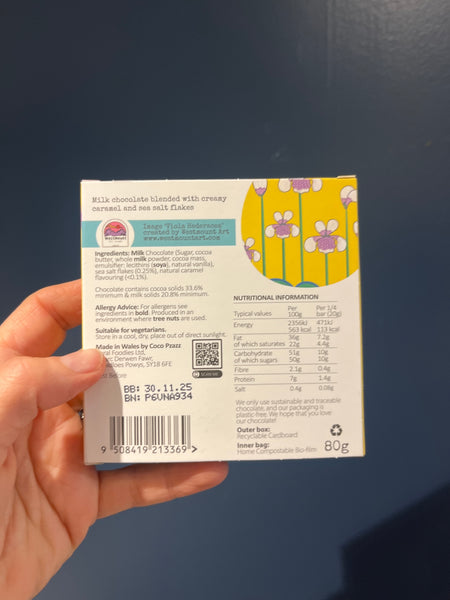 Milk chocolate blended with creamy
caramel and sea salt flakes
Image "Viola Hederacea"
created by Westmount Art
www.westmountart.com
Ingredients: Milk Chocolate (Sugar, cocoa
butter, whole milk powder, cocoa mass,
emulsifier: lecithins (soya), natural vanilla),
sea salt flakes (0.25%), natural caramel
flavouring (<0.1%).
Chocolate contains cocoa solids 33.6%
minimum & milk solids 20.8% minimum.
Allergy Advice: For allergens see
ingredients in bold. Produced in an
environment where tree nuts are used.
Suitable for vegetarians.
Store in a cool, dry, place out of direct sunlight.
Made in Wales by Coco Pzazz
Foodies Ltd,
Derwen Fawr,
Powys, SY18 6FE
Before
SCAN ME
BB: 30.11.25
BN: P6VNA934
9 508419 213369 >
NUTRITIONAL INFORMATION
Typical values Per 100g Per 1/4 bar (20g)
Energy 2356kj 471kj
563 kcal 113 kcal
Fat 36g 7.2g
of which saturates 22g 4.4g
Carbohydrate 51g 10g
of which sugars 50g 10g
Fibre 2.1g 0.4g
Protein 7g 1.4g
Salt 0.4g 0.08g
We only use sustainable and traceable
chocolate, and our packaging is
plastic-free. We hope that you love
our chocolate!
Outer box:
Recyclable Cardboard
Inner bag:
Home Compostable Bio-film
80g